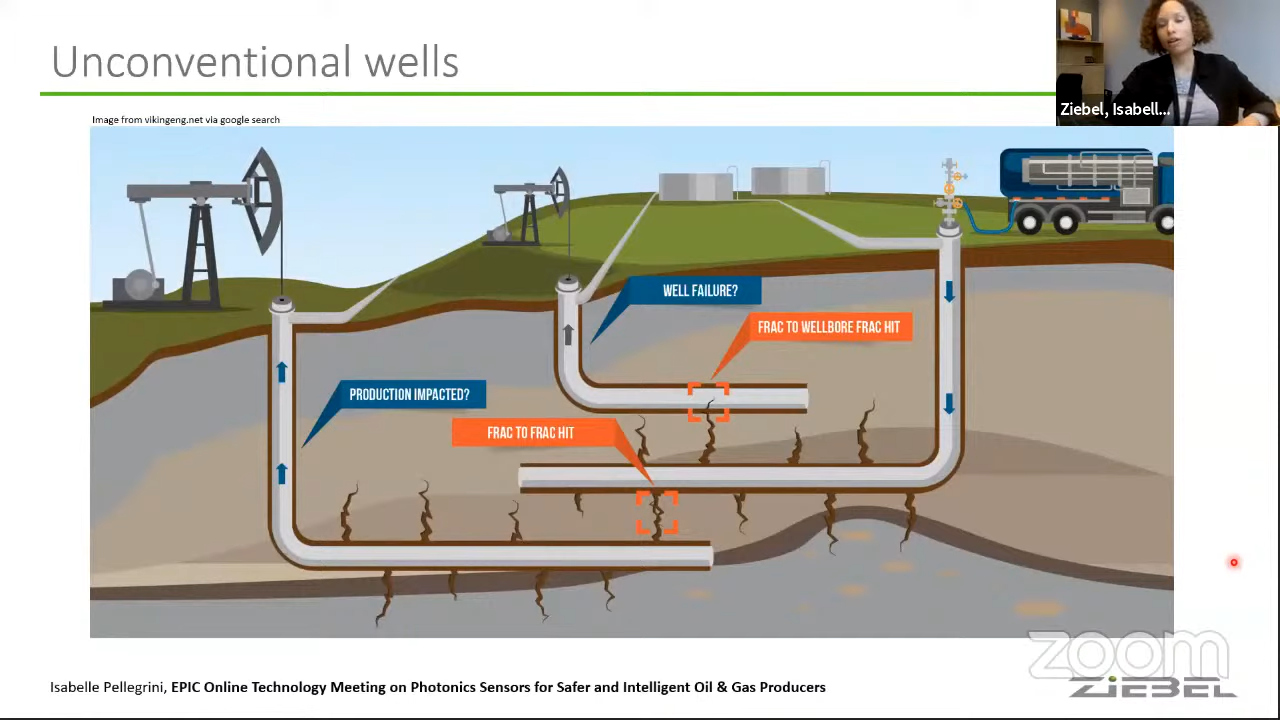 Unconventional wells
Ziebel, Isabell...
Image from vikingeng.net via google search
WELL FAILURE?
FRAC TO WELLBORE FRAC HIT
PRODUCTION IMPACTED?
FRAC TO FRAC HIT
zoom
ZIEBEL
Isabelle Pellegrini, EPIC Online Technology Meeting on Photonics Sensors for Safer and Intelligent Oil & Gas Producers